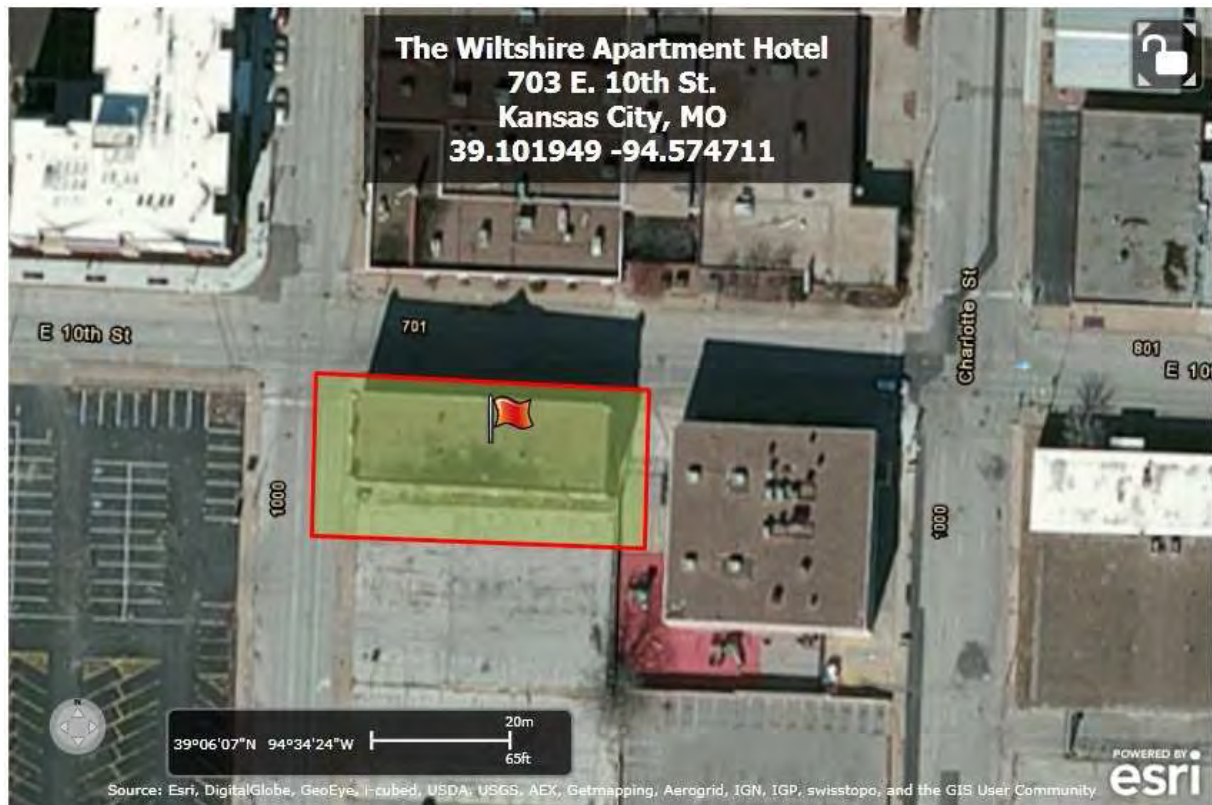 The Wiltshire Apartment Hotel
703 E. 10th St.
Kansas City, MO
39.101949 -94.574711
E 10th St
701
Charlotte St
801
E 10
1000
1000
N
20m
39°06'07"N 94°34'24"W
65ft
POWERED BY
esri
Source: Esri, DigitalGlobe, GeoEye, i-cubed, USDA, USGS, AEX, Getmapping, Aerogrid, IGN, IGP, swisstopo, and the GIS User Community